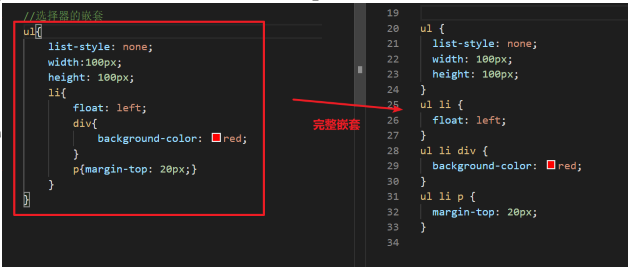 //选择器的嵌套
ul{
list-style: none;
width:100px;
height: 100px;
li{
float: left;
div{
background-color: red;
}
p{margin-top: 20px;}
}
}
完整嵌套
19
20 ul {
21 list-style: none;
22 width: 100px;
23 height: 100px;
24 }
25 ul li {
26 float: left;
27 }
28 ul li div {
29 background-color: red;
30 }
31 ul li p {
32 margin-top: 20px;
33 }
34